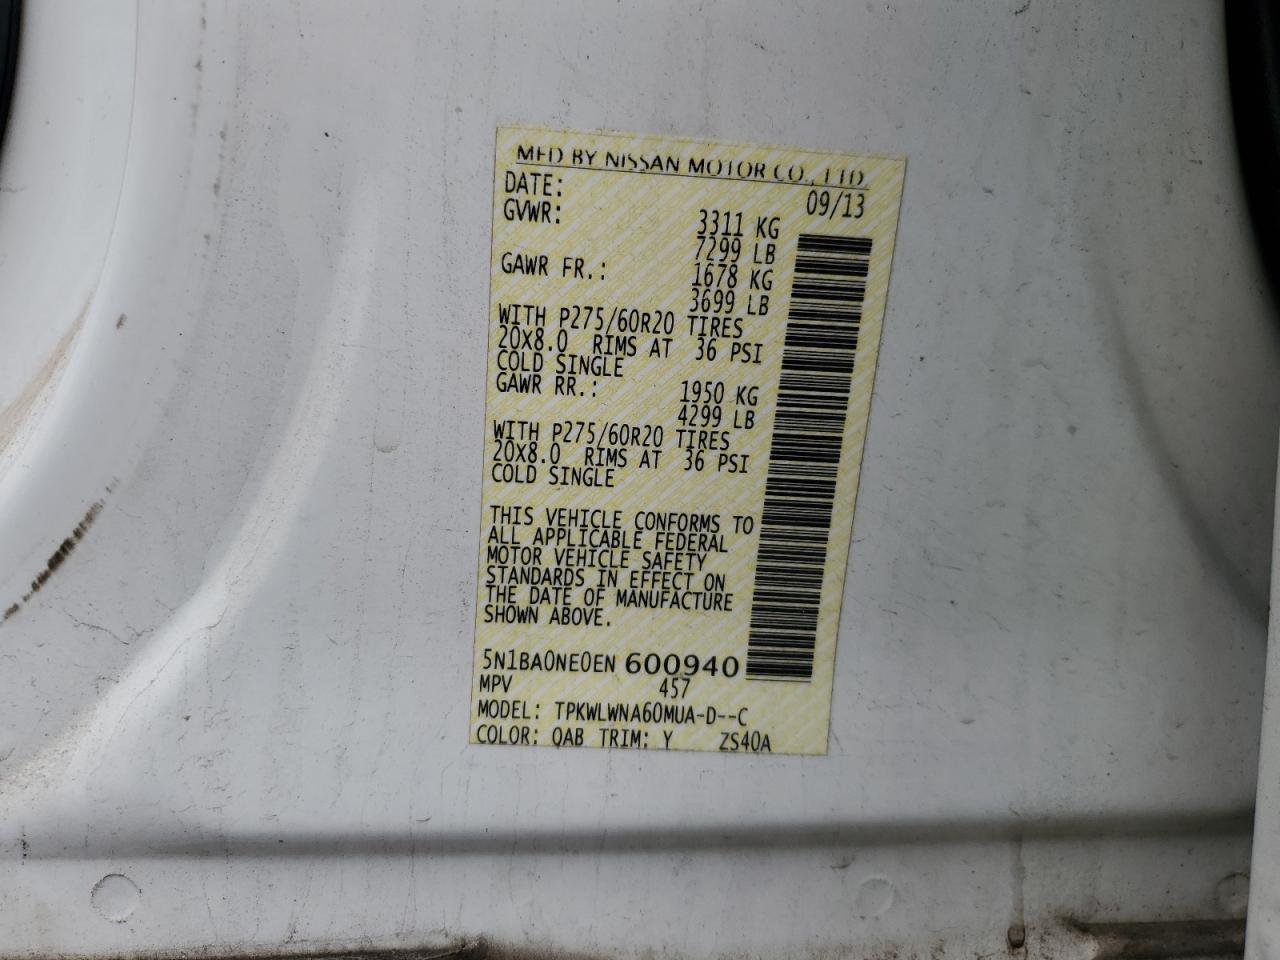 MFD BY NISSAN MOTOR CO., LTD.
DATE: 09/13
GVWR: 3311 KG
7299 LB
GAWR FR.: 1678 KG
3699 LB
WITH P275/60R20 TIRES
20X8.0 RIMS AT 36 PSI
COLD SINGLE
GAWR RR.: 1950 KG
4299 LB
WITH P275/60R20 TIRES
20X8.0 RIMS AT 36 PSI
COLD SINGLE
THIS VEHICLE CONFORMS TO
ALL APPLICABLE FEDERAL
MOTOR VEHICLE SAFETY
STANDARDS IN EFFECT ON
THE DATE OF MANUFACTURE
SHOWN ABOVE.
5N1BA0NE0EN 600940
MPV 457
MODEL: TPKWLWNA60MUA-D--C
COLOR: QAB TRIM: Y ZS40A